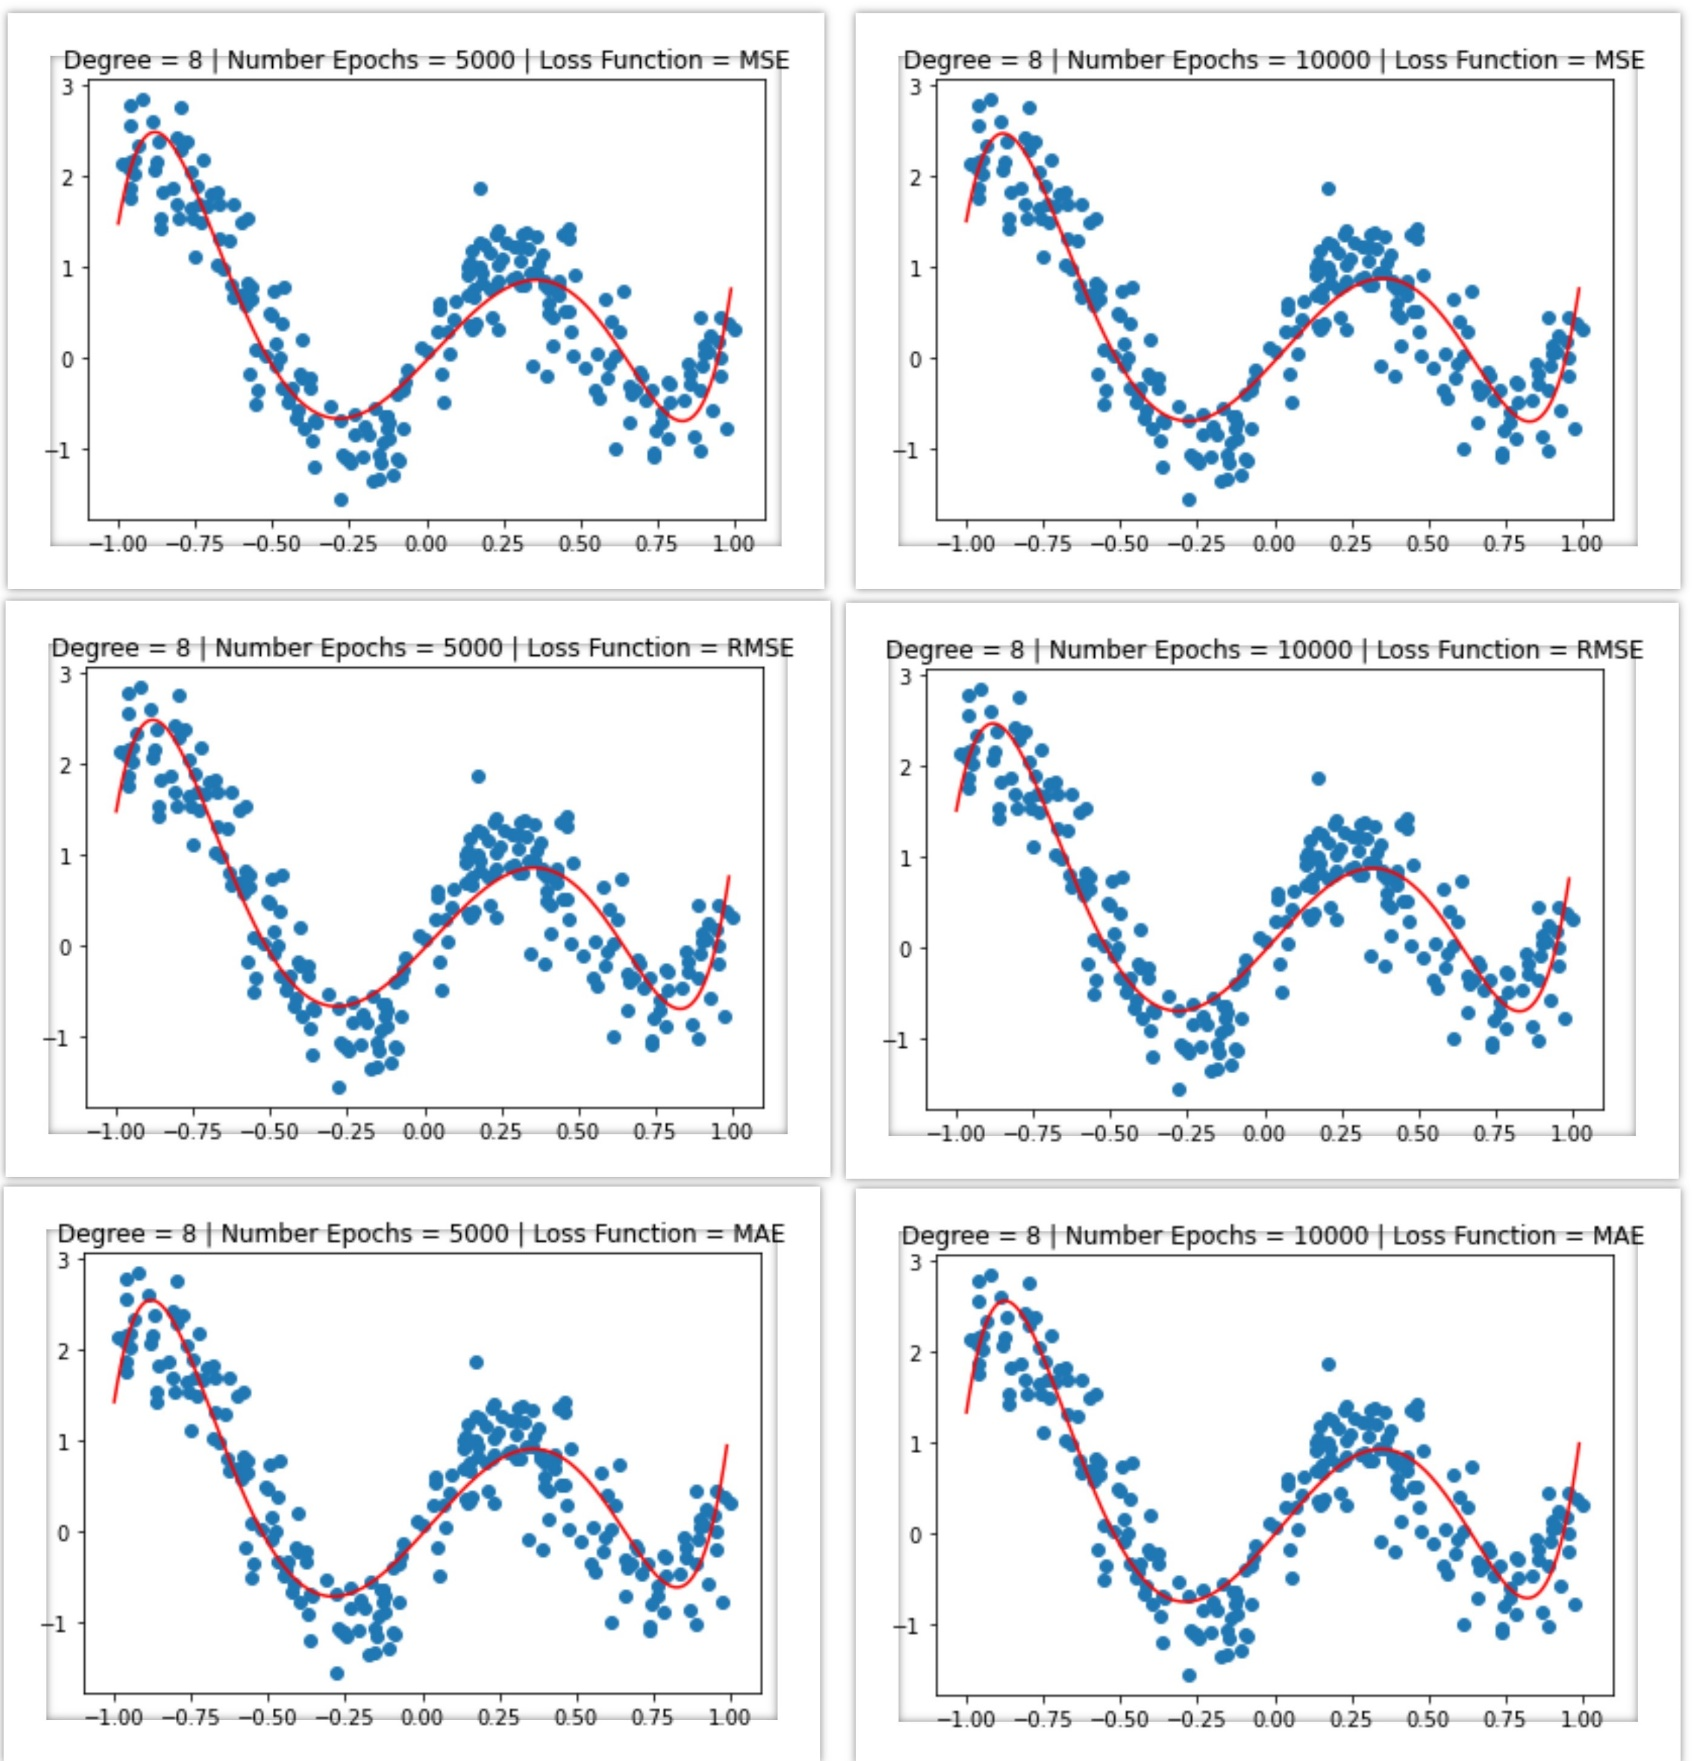 Degree = 8 | Number Epochs = 5000 | Loss Function = MSE
3
2
1
0
−1
−1.00 −0.75 −0.50 −0.25 0.00 0.25 0.50 0.75 1.00
Degree = 8 | Number Epochs = 10000 | Loss Function = MSE
3
2
1
0
−1
−1.00 −0.75 −0.50 −0.25 0.00 0.25 0.50 0.75 1.00
Degree = 8 | Number Epochs = 5000 | Loss Function = RMSE
3
2
1
0
−1
−1.00 −0.75 −0.50 −0.25 0.00 0.25 0.50 0.75 1.00
Degree = 8 | Number Epochs = 10000 | Loss Function = RMSE
3
2
1
0
−1
−1.00 −0.75 −0.50 −0.25 0.00 0.25 0.50 0.75 1.00
Degree = 8 | Number Epochs = 5000 | Loss Function = MAE
3
2
1
0
−1
−1.00 −0.75 −0.50 −0.25 0.00 0.25 0.50 0.75 1.00
Degree = 8 | Number Epochs = 10000 | Loss Function = MAE
3
2
1
0
−1
−1.00 −0.75 −0.50 −0.25 0.00 0.25 0.50 0.75 1.00